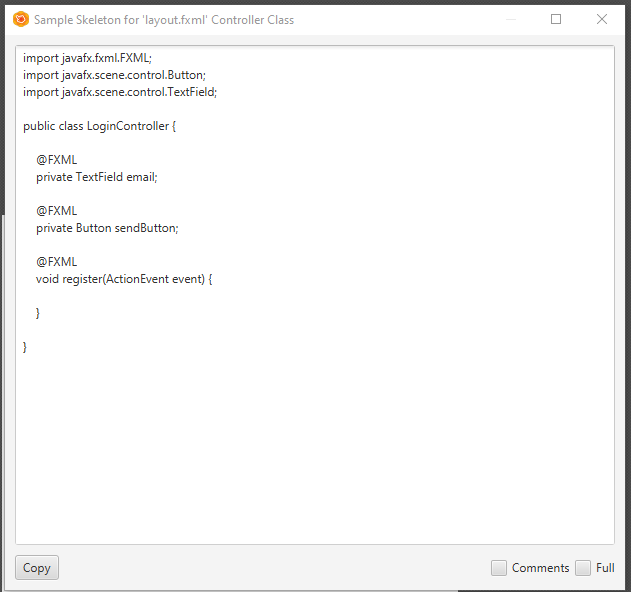 Sample Skeleton for 'layout.fxml' Controller Class
import javafx.fxml.FXML;
import javafx.scene.control.Button;
import javafx.scene.control.TextField;
public class LoginController {
@FXML
private TextField email;
@FXML
private Button sendButton;
@FXML
void register(ActionEvent event) {
}
}
Copy
Comments
Full